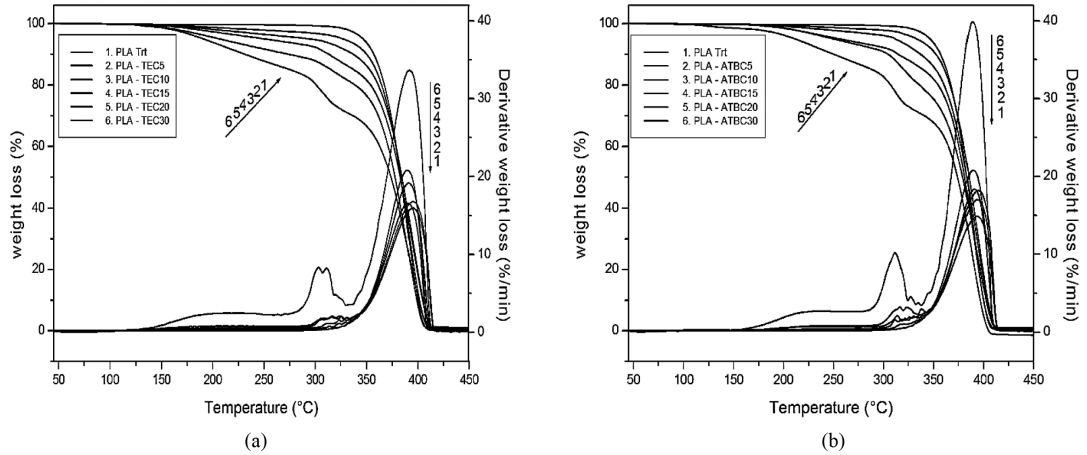 100
80
60
40
20
0
weight loss (%)
1. PLA Trt
2. PLA - TEC5
3. PLA - TEC10
4. PLA - TEC15
5. PLA - TEC20
6. PLA - TEC30
654321
6
5
4
3
2
1
40
30
20
10
0
Derivative weight loss (%/min)
50 100 150 200 250 300 350 400 450
Temperature (°C)
(a)
100
80
60
40
20
0
weight loss (%)
1. PLA Trt
2. PLA - ATBC5
3. PLA - ATBC10
4. PLA - ATBC15
5. PLA - ATBC20
6. PLA - ATBC30
654321
6
5
4
3
2
1
40
30
20
10
0
Derivative weight loss (%/min)
50 100 150 200 250 300 350 400 450
Temperature (°C)
(b)